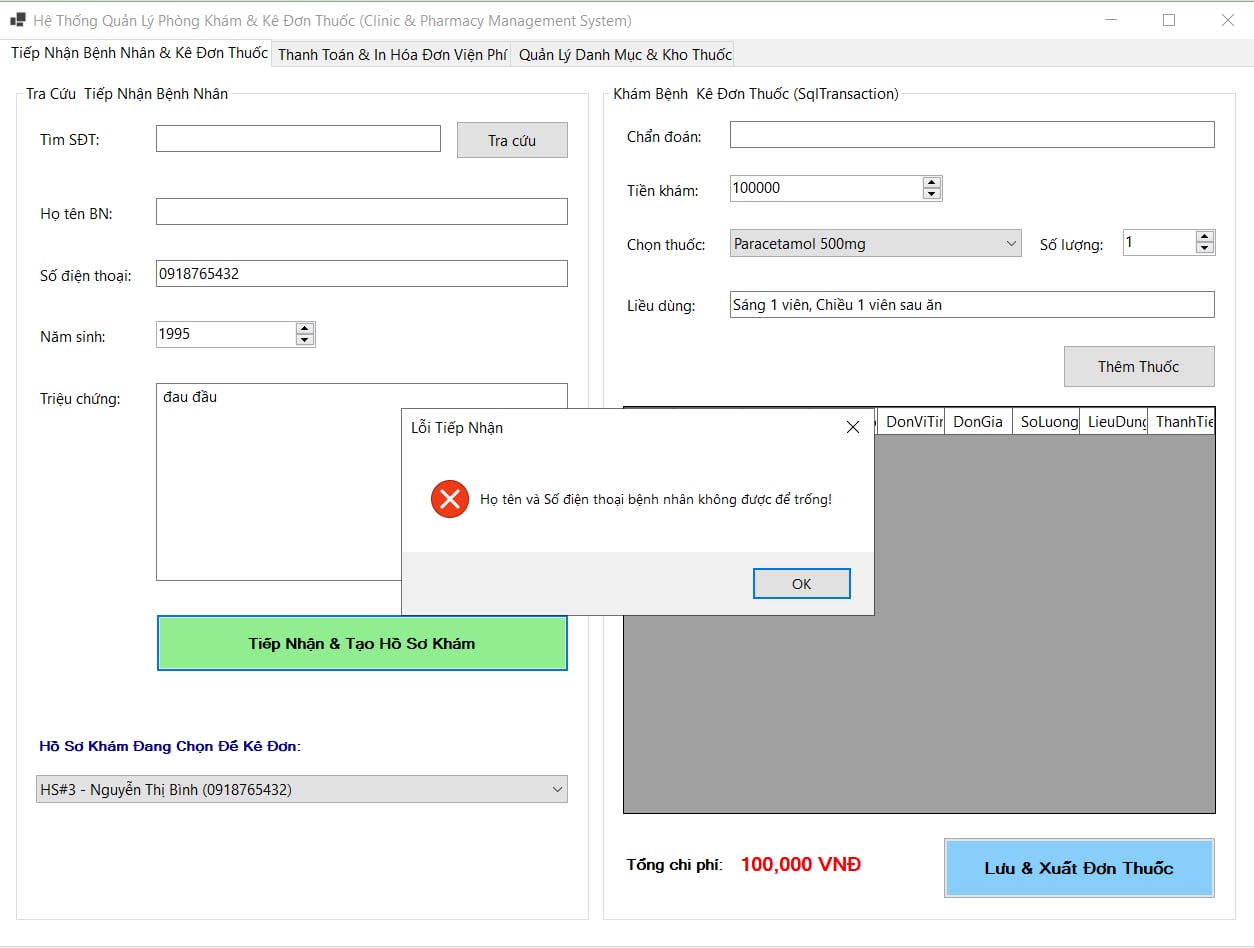 Hệ Thống Quản Lý Phòng Khám & Kê Đơn Thuốc (Clinic & Pharmacy Management System)
Tiếp Nhận Bệnh Nhân & Kê Đơn Thuốc Thanh Toán & In Hóa Đơn Viện Phí Quản Lý Danh Mục & Kho Thuốc
Tra Cứu Tiếp Nhận Bệnh Nhân
Tìm SĐT:
Tra cứu
Họ tên BN:
Số điện thoại: 0918765432
Năm sinh: 1995
Triệu chứng: đau đầu
Tiếp Nhận & Tạo Hồ Sơ Khám
Hồ Sơ Khám Đang Chọn Để Kê Đơn:
HS#3 - Nguyễn Thị Bình (0918765432)
Khám Bệnh Kê Đơn Thuốc (SqlTransaction)
Chẩn đoán:
Tiền khám: 100000
Chọn thuốc: Paracetamol 500mg Số lượng: 1
Liều dùng: Sáng 1 viên, Chiều 1 viên sau ăn
Thêm Thuốc
DonViTir DonGia SoLuong LieuDung ThanhTie
Tổng chi phí: 100,000 VNĐ
Lưu & Xuất Đơn Thuốc
Lỗi Tiếp Nhận
Họ tên và Số điện thoại bệnh nhân không được để trống!
OK